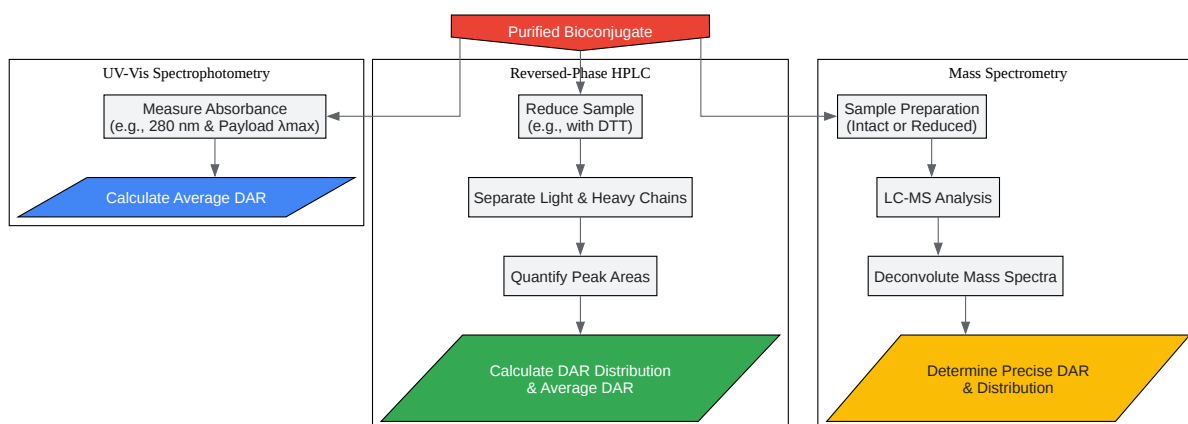 Purified Bioconjugate
UV-Vis Spectrophotometry
Measure Absorbance
(e.g., 280 nm & Payload λmax)
Calculate Average DAR
Reversed-Phase HPLC
Reduce Sample
(e.g., with DTT)
Separate Light & Heavy Chains
Quantify Peak Areas
Calculate DAR Distribution
& Average DAR
Mass Spectrometry
Sample Preparation
(Intact or Reduced)
LC-MS Analysis
Deconvolute Mass Spectra
Determine Precise DAR
& Distribution